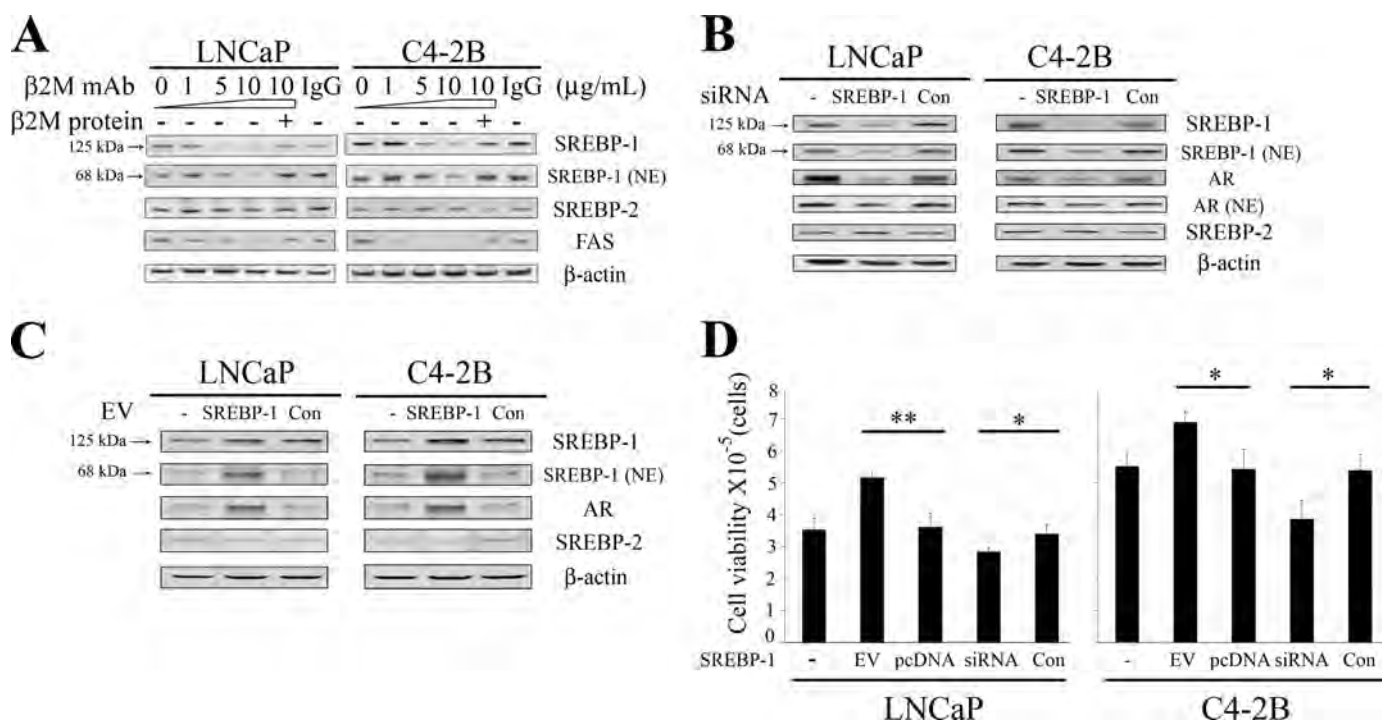 A
LNCaP C4-2B
β2M mAb 0 1 5 10 10 IgG 0 1 5 10 10 IgG (μg/mL)
β2M protein - - - - + - - - - - + -
125 kDa→ SREBP-1
68 kDa→ SREBP-1 (NE)
SREBP-2
FAS
β-actin
B
LNCaP C4-2B
siRNA - SREBP-1 Con - SREBP-1 Con
125 kDa→ SREBP-1
68 kDa→ SREBP-1 (NE)
AR
AR (NE)
SREBP-2
β-actin
C
LNCaP C4-2B
EV - SREBP-1 Con - SREBP-1 Con
125 kDa→ SREBP-1
68 kDa→ SREBP-1 (NE)
AR
SREBP-2
β-actin
D
Cell viability X10-5 (cells)
8
7
6
5
4
3
2
1
0
** * * *
SREBP-1 - EV pcDNA siRNA Con - EV pcDNA siRNA Con
LNCaP C4-2B